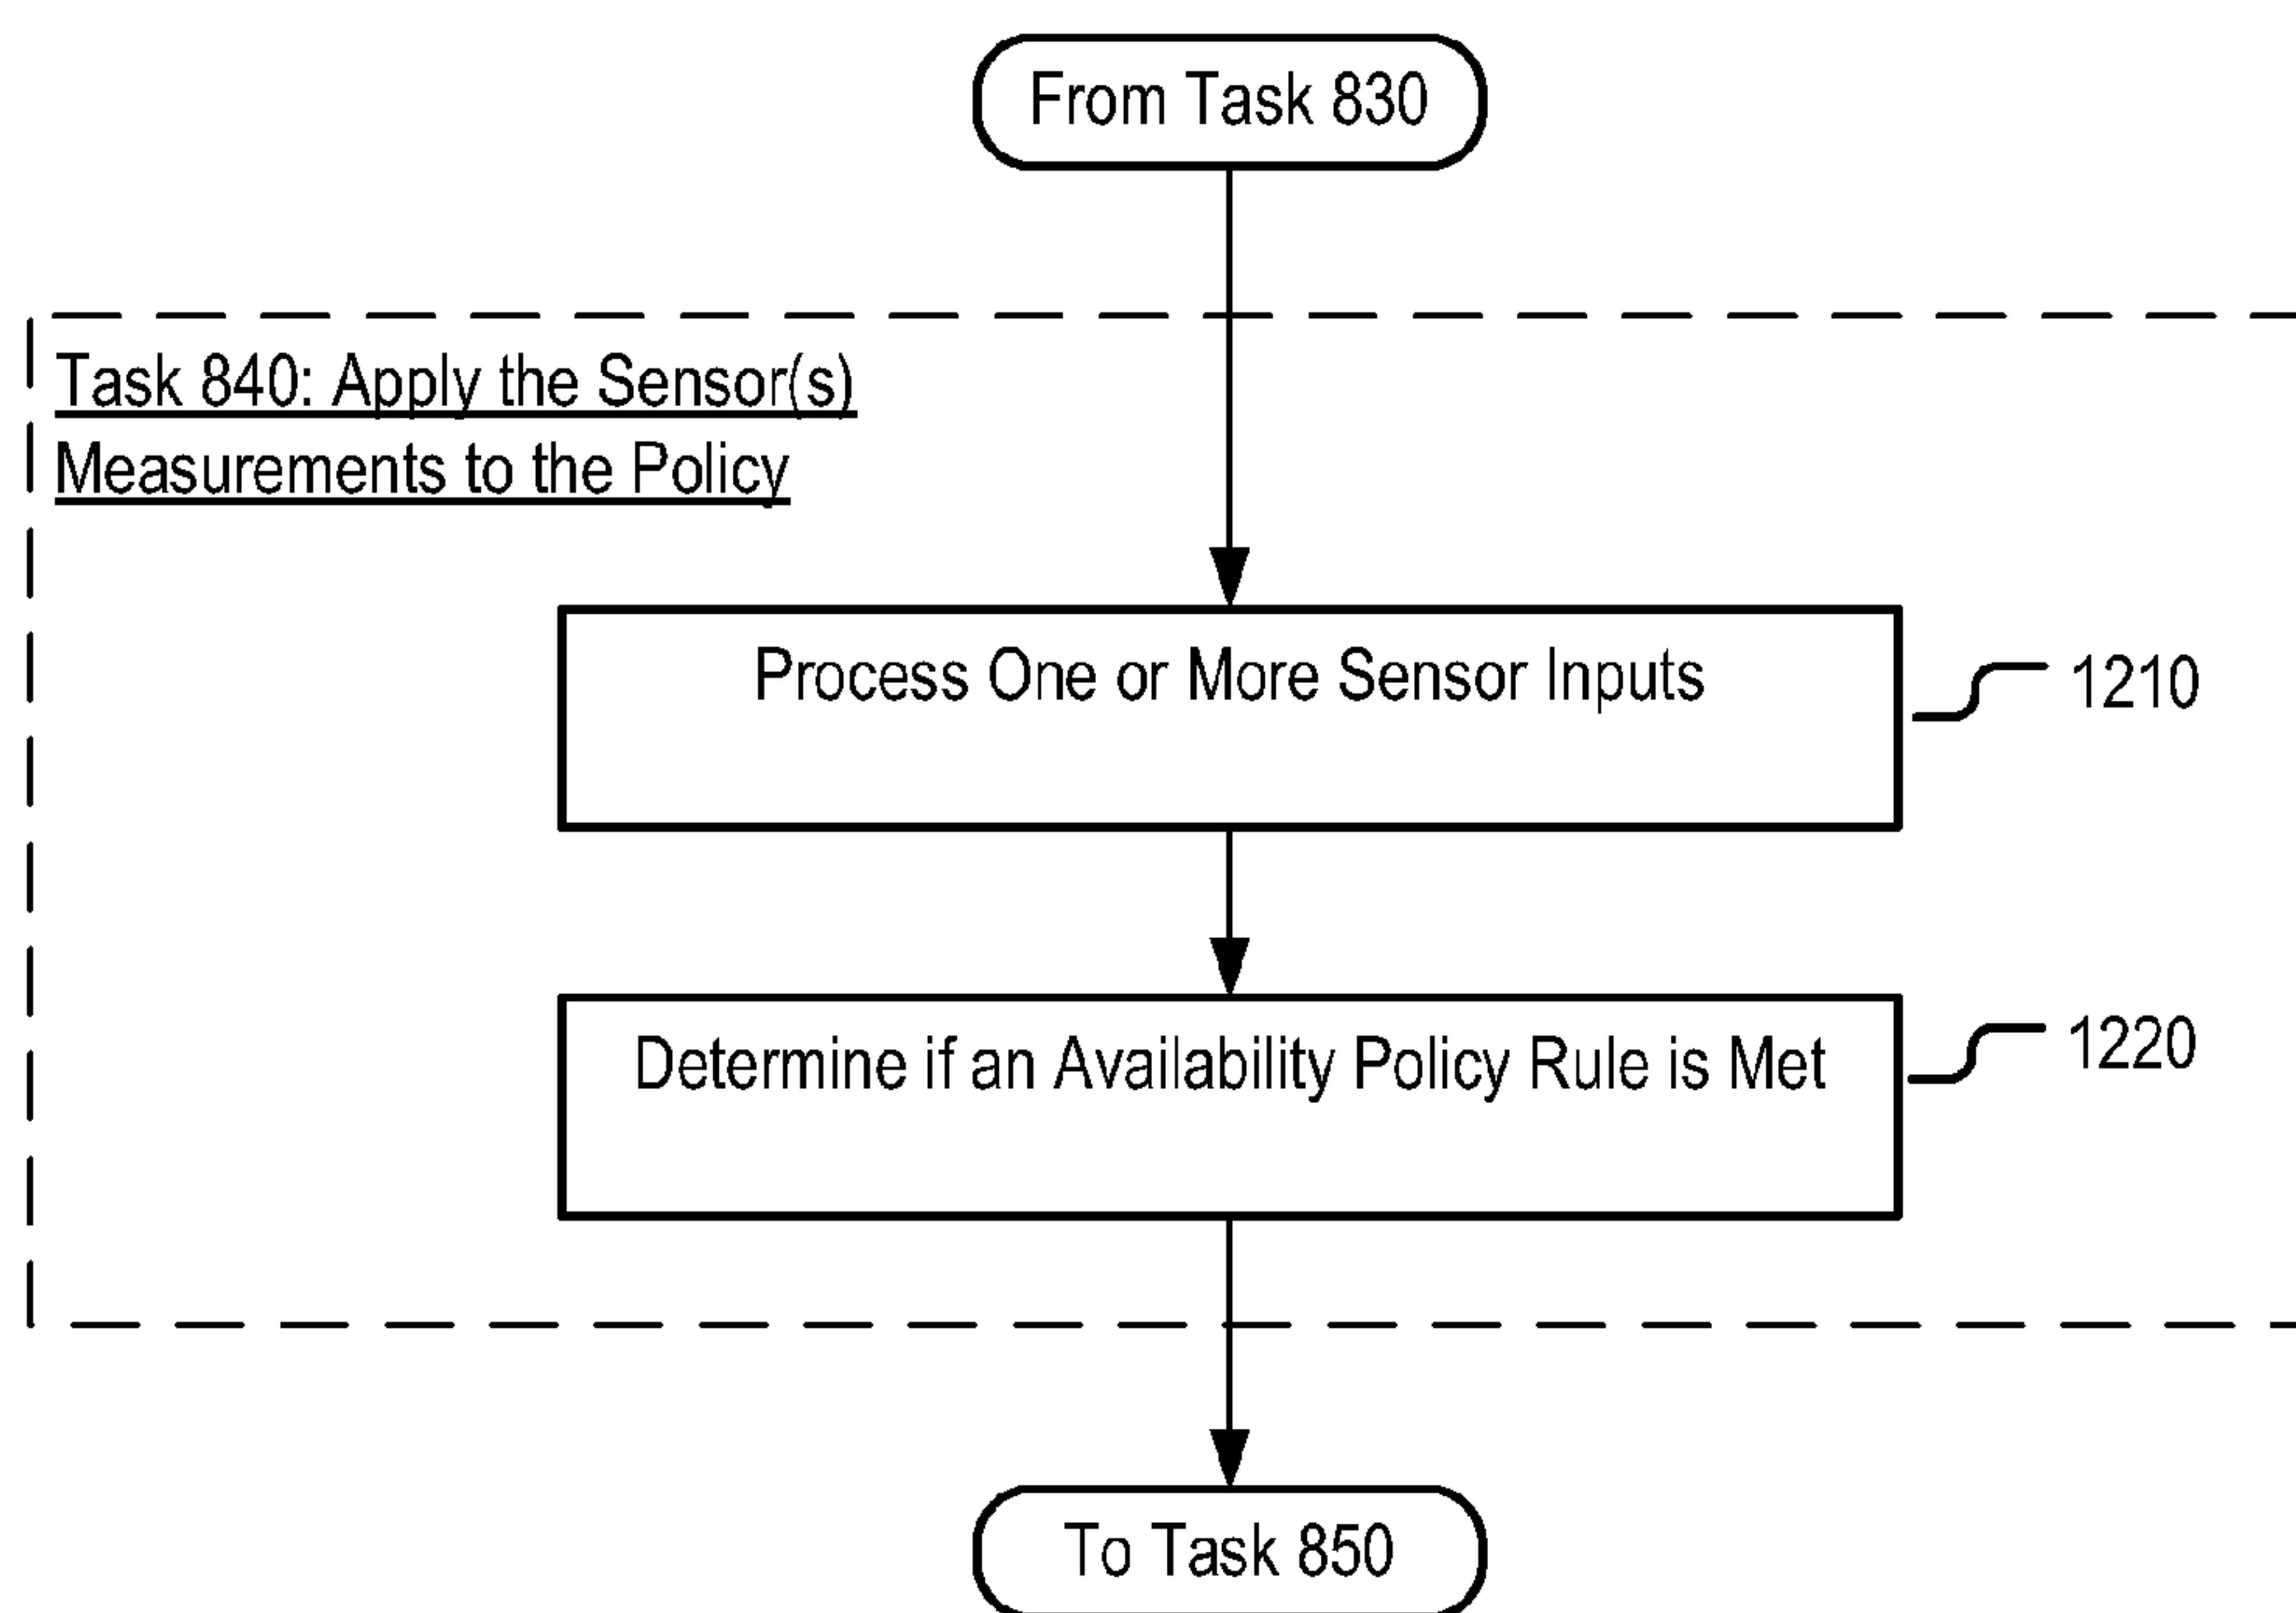 From Task 830
Task 840: Apply the Sensor(s)
Measurements to the Policy
Process One or More Sensor Inputs
1210
Determine if an Availability Policy Rule is Met
1220
To Task 850